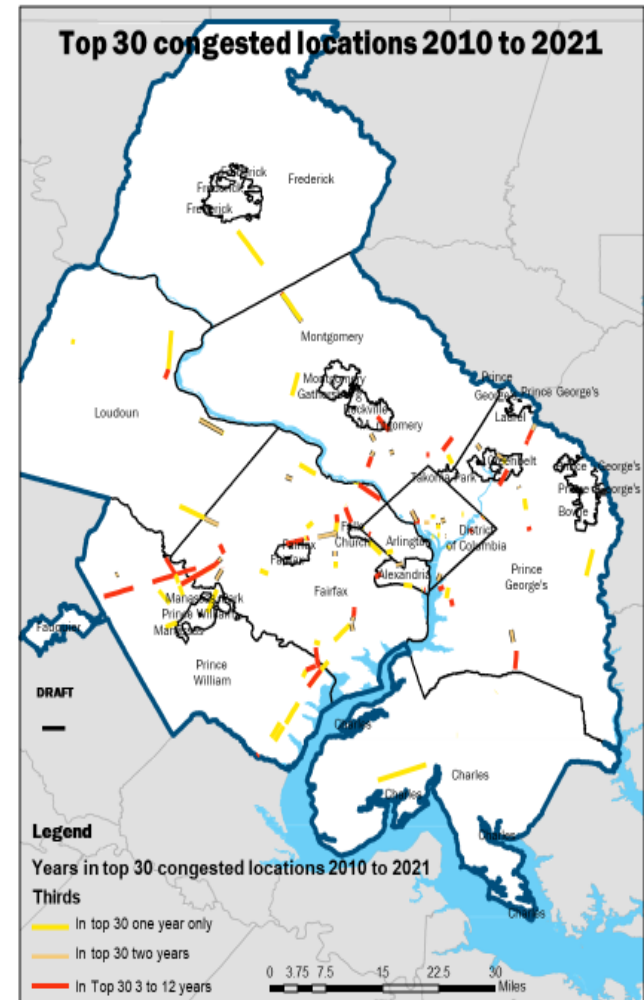 Top 30 congested locations 2010 to 2021
Frederick
Frederick
Frederick
Frederick
Montgomery
Montgomery
Gaithersburg
Rockville
Montgomery
Loudoun
Prince
George's
Prince George's
Laurel
Greenbelt
Takoma Park
Prince George's
Prince George's
Bowie
Falls
Church
Arlington
District
of Columbia
Fairfax
Fairfax
Alexandria
Fairfax
Prince
George's
Manassas Park
Prince William
Manassas
Fauquier
Prince
William
DRAFT
Charles
Charles
Charles
Charles
Charles
Legend
Years in top 30 congested locations 2010 to 2021
Thirds
In top 30 one year only
In top 30 two years
In Top 30 3 to 12 years
0 3.75 7.5 15 22.5 30
Miles